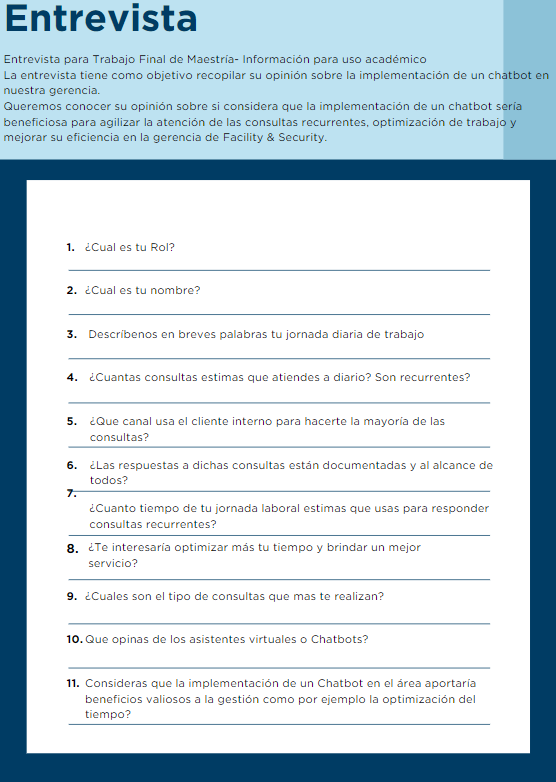 Entrevista
Entrevista para Trabajo Final de Maestría- Información para uso académico
La entrevista tiene como objetivo recopilar su opinión sobre la implementación de un chatbot en
nuestra gerencia.
Queremos conocer su opinión sobre si considera que la implementación de un chatbot sería
beneficiosa para agilizar la atención de las consultas recurrentes, optimización de trabajo y
mejorar su eficiencia en la gerencia de Facility & Security.
1. ¿Cual es tu Rol?
2. ¿Cual es tu nombre?
3. Descríbenos en breves palabras tu jornada diaria de trabajo
4. ¿Cuantas consultas estimas que atiendes a diario? Son recurrentes?
5. ¿Que canal usa el cliente interno para hacerte la mayoría de las
consultas?
6. ¿Las respuestas a dichas consultas están documentadas y al alcance de
todos?
7.
¿Cuanto tiempo de tu jornada laboral estimas que usas para responder
consultas recurrentes?
8. ¿Te interesaría optimizar más tu tiempo y brindar un mejor
servicio?
9. ¿Cuales son el tipo de consultas que mas te realizan?
10. Que opinas de los asistentes virtuales o Chatbots?
11. Consideras que la implementación de un Chatbot en el área aportaría
beneficios valiosos a la gestión como por ejemplo la optimización del
tiempo?